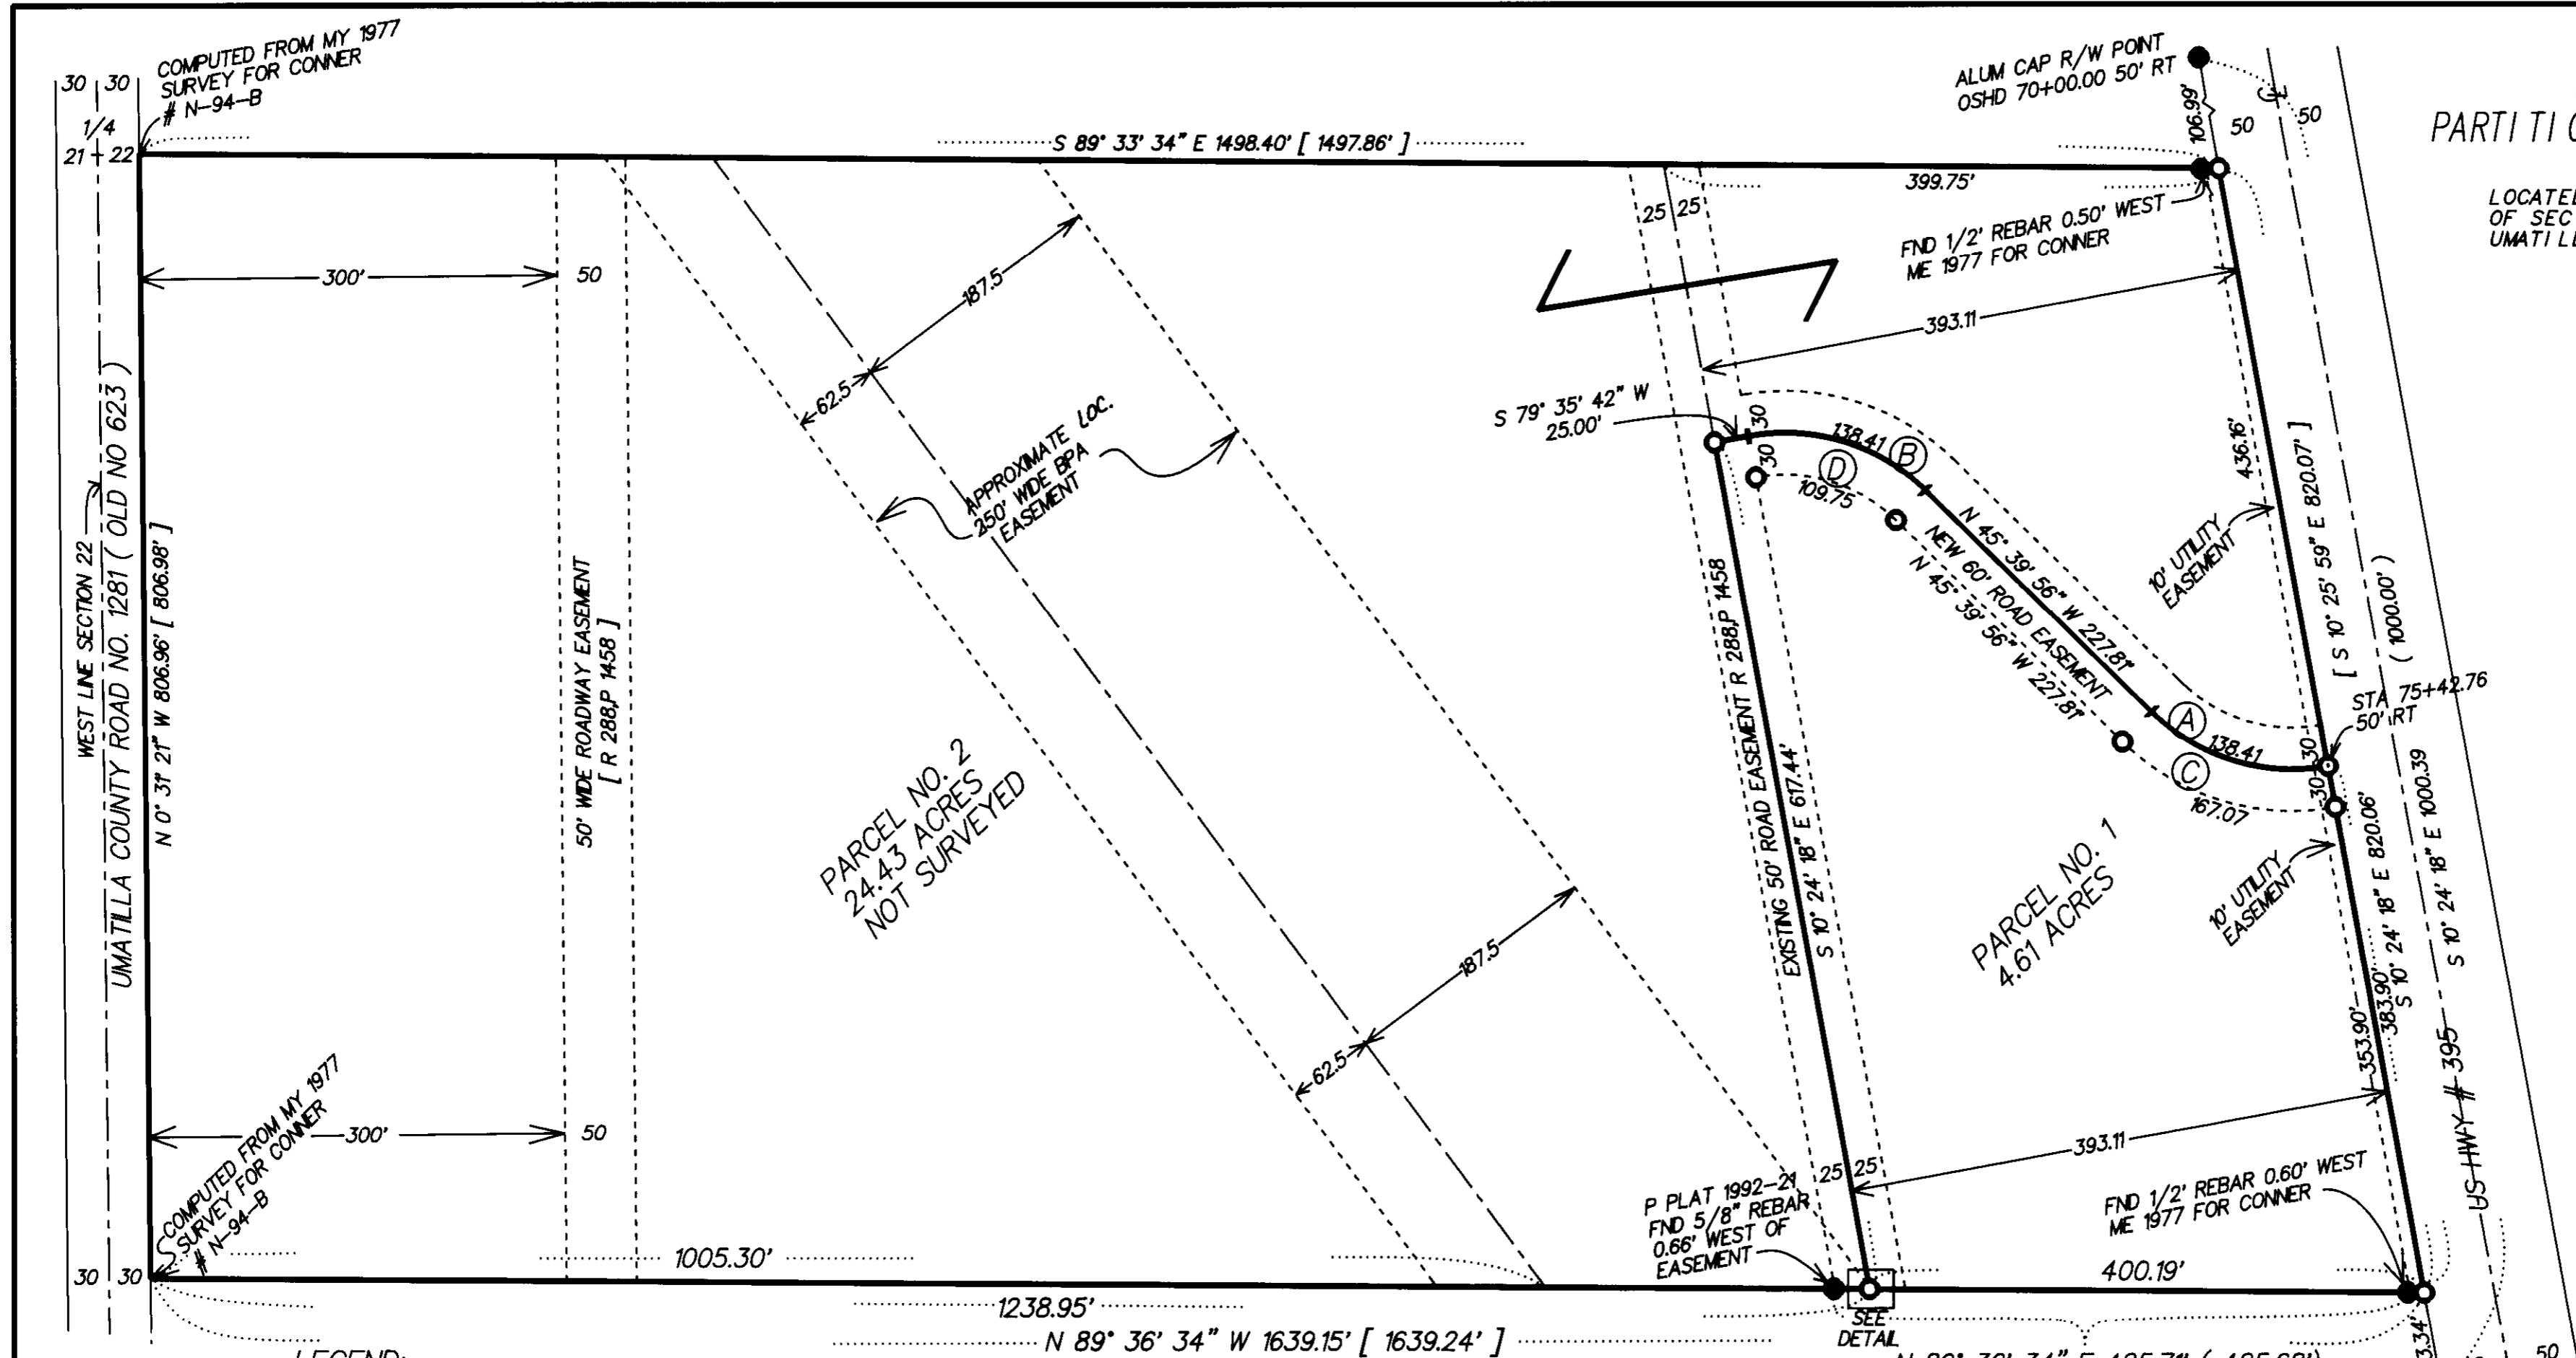 COMPUTED FROM MY 1977
SURVEY FOR CONNER
# N-94-B
30 30
1/4
21 22
S 89° 33' 34" E 1498.40' [ 1497.86' ]
ALUM CAP R/W POINT
OSHD 70+00.00 50' RT
106.99'
50
50
PARTITI
LOCATE
OF SEC
UMATIL
399.75'
25 25
FND 1/2' REBAR 0.50' WEST
ME 1977 FOR CONNER
300'
50
187.5
62.5
393.11
APPROXIMATE LOC.
250' WIDE BPA
EASEMENT
S 79° 35' 42" W
25.00'
30
30
138.41
B
D
109.75
N 45° 39' 56" W 227.81'
NEW 60' ROAD EASEMENT
N 45° 39' 56" W 227.81'
436.16'
10' UTILITY
EASEMENT
[ S 10° 25' 59" E 820.07' ]
( 1000.00' )
STA 75+42.76
50' RT
A
138.41
C
167.07
30
30
WEST LINE SECTION 22
UMATILLA COUNTY ROAD NO. 1281 ( OLD NO 623 )
N 0° 31' 21" W 806.96' [ 806.98' ]
50' WIDE ROADWAY EASEMENT
[ R 288,P 1458 ]
PARCEL NO. 2
24.43 ACRES
NOT SURVEYED
EXISTING 50' ROAD EASEMENT R 288,P 1458
S 10° 24' 18" E 617.44'
PARCEL NO. 1
4.61 ACRES
10' UTILITY
EASEMENT
353.90'
383.90'
S 10° 24' 18" E 820.06'
S 10° 24' 18" E 1000.39
US HWY # 395
187.5
62.5
COMPUTED FROM MY 1977
SURVEY FOR CONNER
# N-94-B
300'
50
393.11
25 25
P PLAT 1992-21
FND 5/8" REBAR
0.66' WEST OF
EASEMENT
FND 1/2' REBAR 0.60' WEST
ME 1977 FOR CONNER
30 30
1005.30'
400.19'
1238.95'
SEE
DETAIL
N 89° 36' 34" W 1639.15' [ 1639.24' ]
3.34'
50
LEGEND: